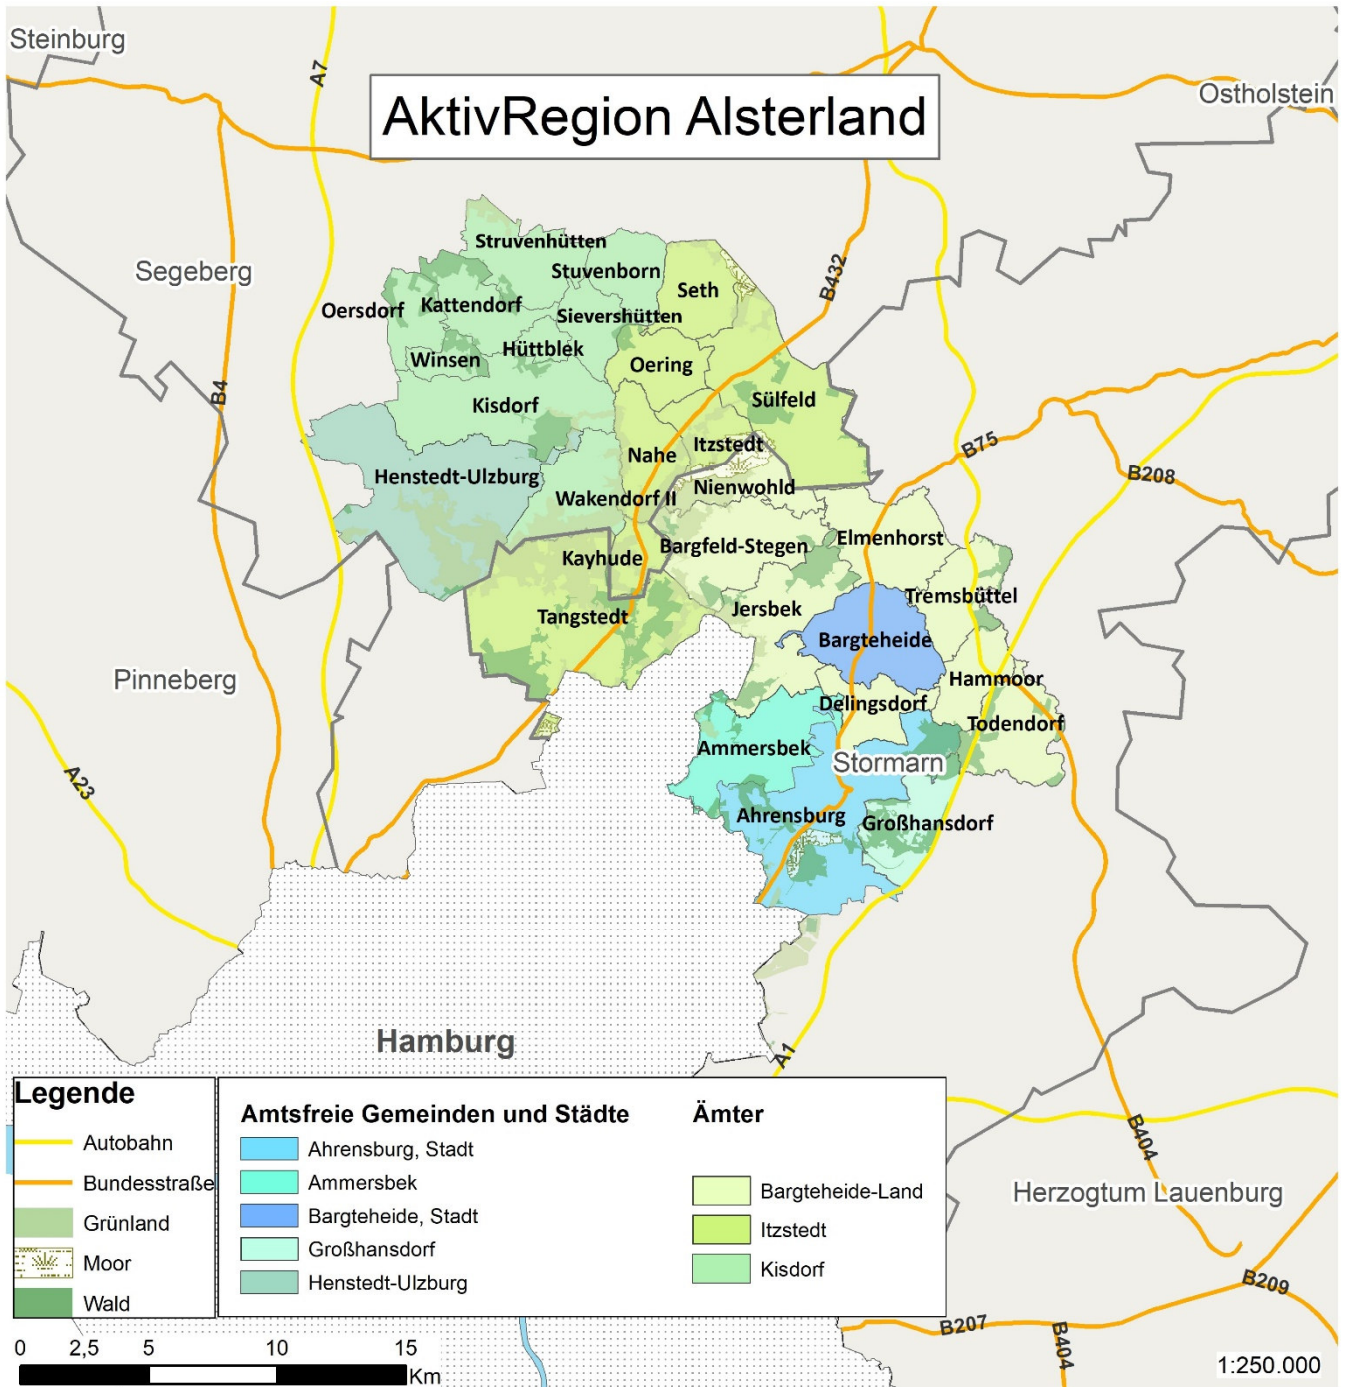 Steinburg
A7
AktivRegion Alsterland
Ostholstein
Segeberg
B432
Struvenhütten
Stuvenborn
Seth
Oersdorf
Kattendorf
Sievershütten
Winsen
Hüttblek
Oering
B4
Kisdorf
Sülfeld
Itzstedt
Nahe
B75
Henstedt-Ulzburg
B208
Wakendorf II
Nienwohld
Elmenhorst
Kayhude
Bargfeld-Stegen
Tremsbüttel
Tangstedt
Jersbek
Bargteheide
Pinneberg
Hammoor
Delingsdorf
Todendorf
Ammersbek
Stormarn
A23
Ahrensburg
Großhansdorf
Hamburg
A1
Legende
Autobahn
Bundesstraße
Grünland
Moor
Wald
Amtsfreie Gemeinden und Städte
Ahrensburg, Stadt
Ammersbek
Bargteheide, Stadt
Großhansdorf
Henstedt-Ulzburg
Ämter
Bargteheide-Land
Itzstedt
Kisdorf
B404
Herzogtum Lauenburg
B209
B207
B404
0 2,5 5 10 15
Km
1:250.000